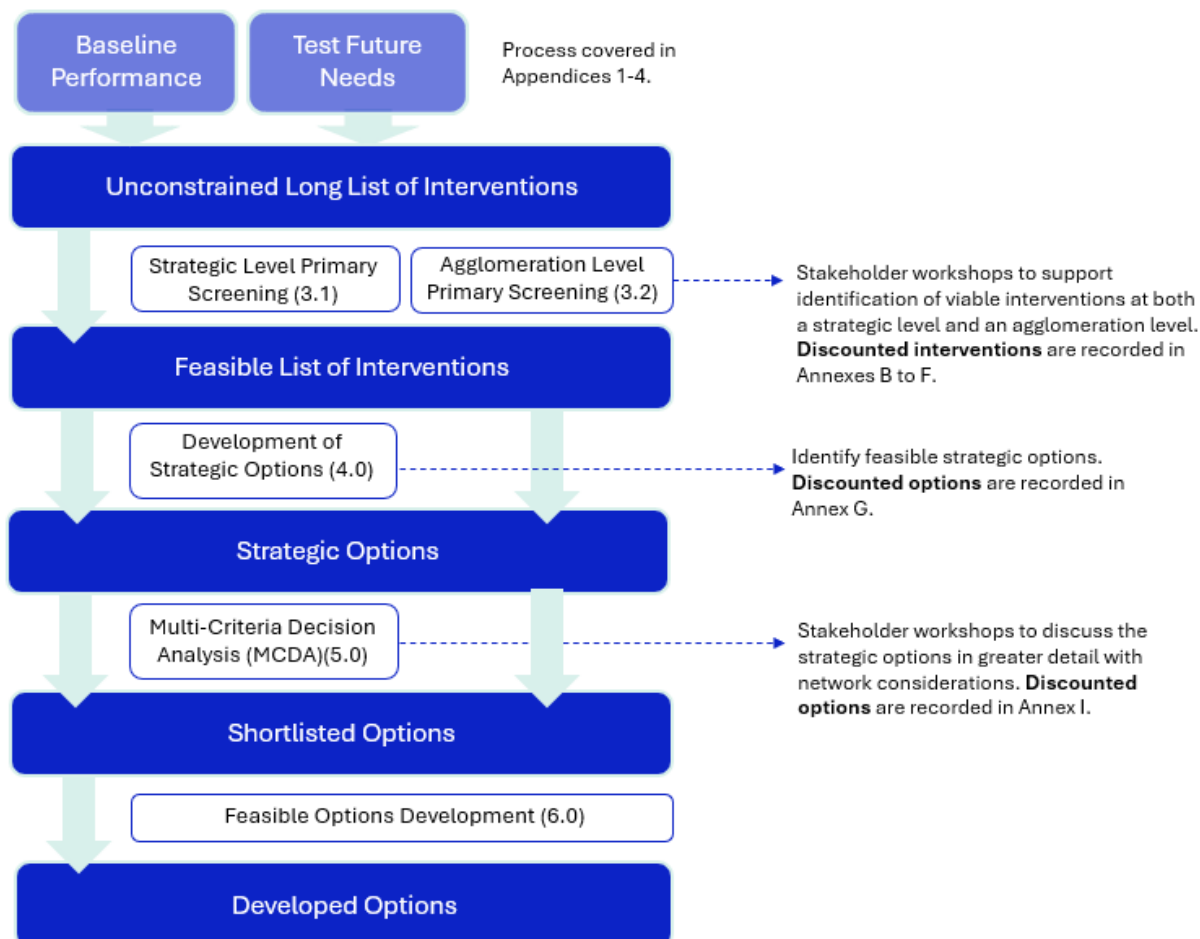 Baseline
Performance
Test Future
Needs
Process covered in
Appendices 1-4.
Unconstrained Long List of Interventions
Strategic Level Primary
Screening (3.1)
Agglomeration Level
Primary Screening (3.2)
Stakeholder workshops to support
identification of viable interventions at both
a strategic level and an agglomeration level.
Discounted interventions are recorded in
Annexes B to F.
Feasible List of Interventions
Development of
Strategic Options (4.0)
Identify feasible strategic options.
Discounted options are recorded in
Annex G.
Strategic Options
Multi-Criteria Decision
Analysis (MCDA)(5.0)
Stakeholder workshops to discuss the
strategic options in greater detail with
network considerations. Discounted
options are recorded in Annex I.
Shortlisted Options
Feasible Options Development (6.0)
Developed Options